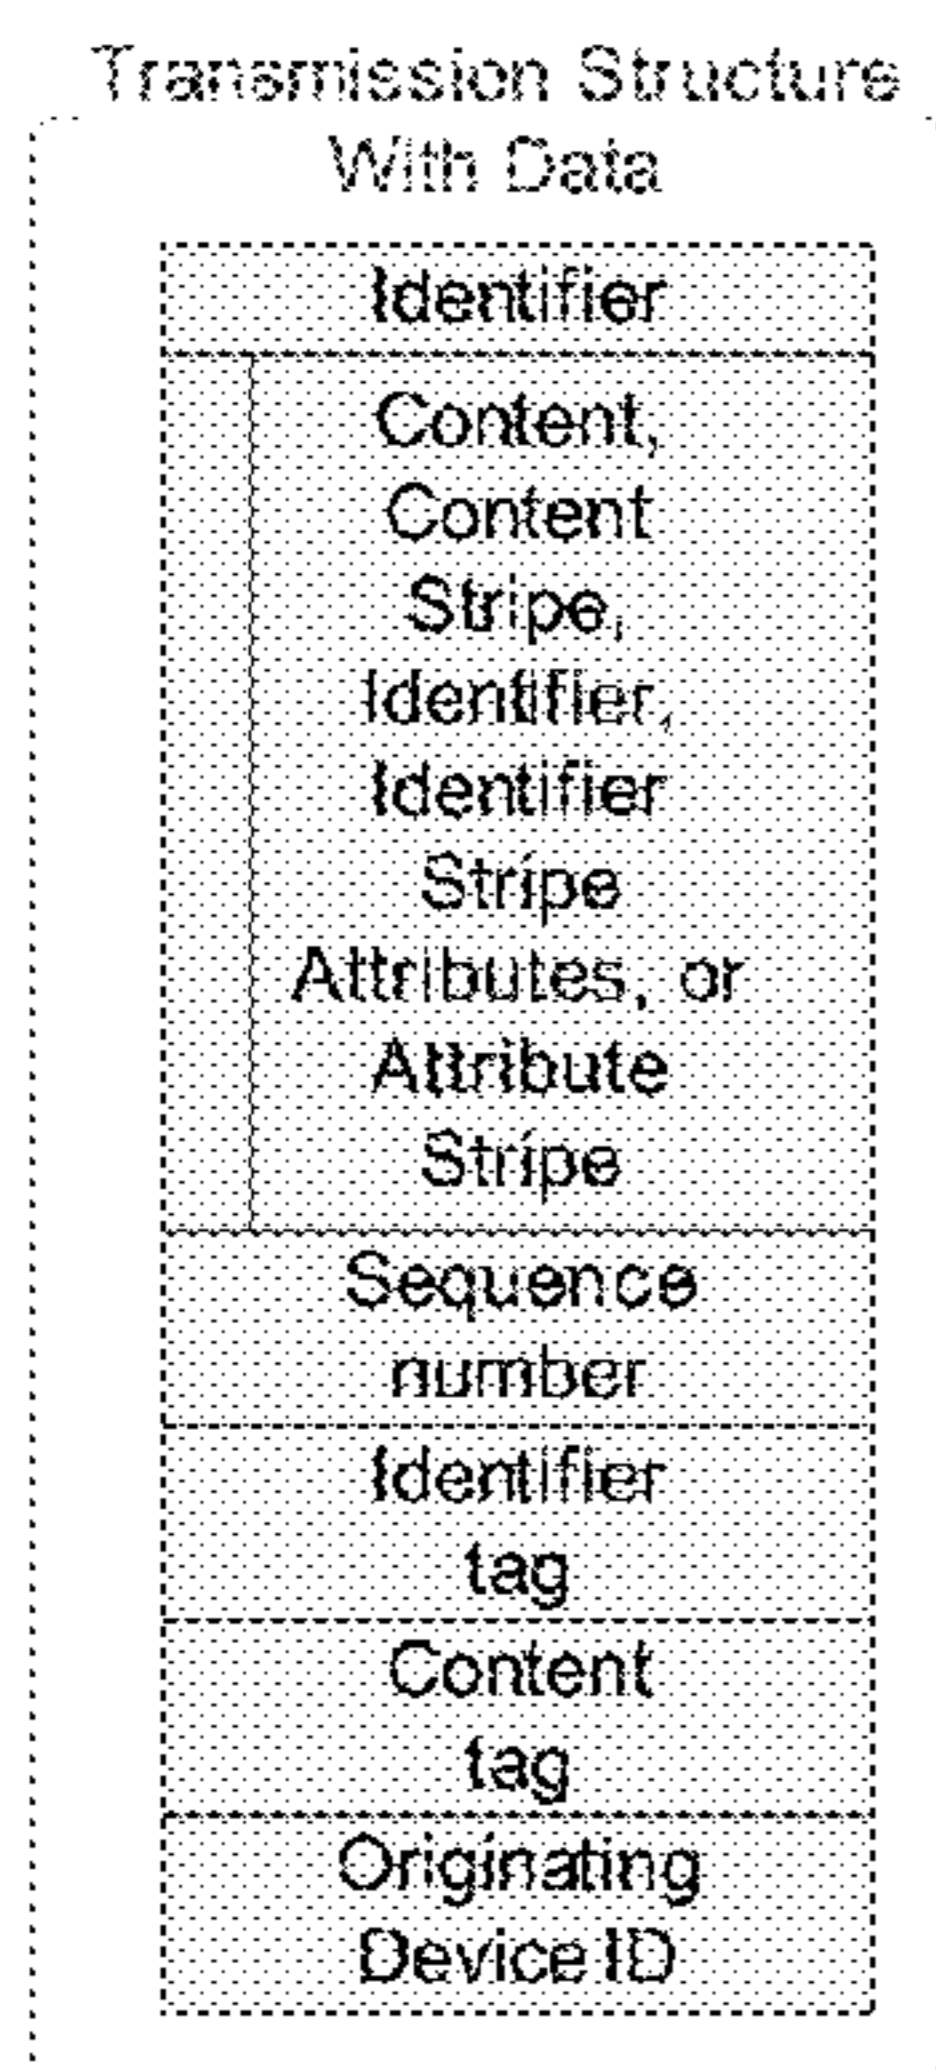 Transmission Structure
With Data
Identifier
Content,
Content
Stripe,
Identifier,
Identifier
Stripe
Attributes, or
Attribute
Stripe
Sequence
number
Identifier
tag
Content
tag
Originating
Device ID